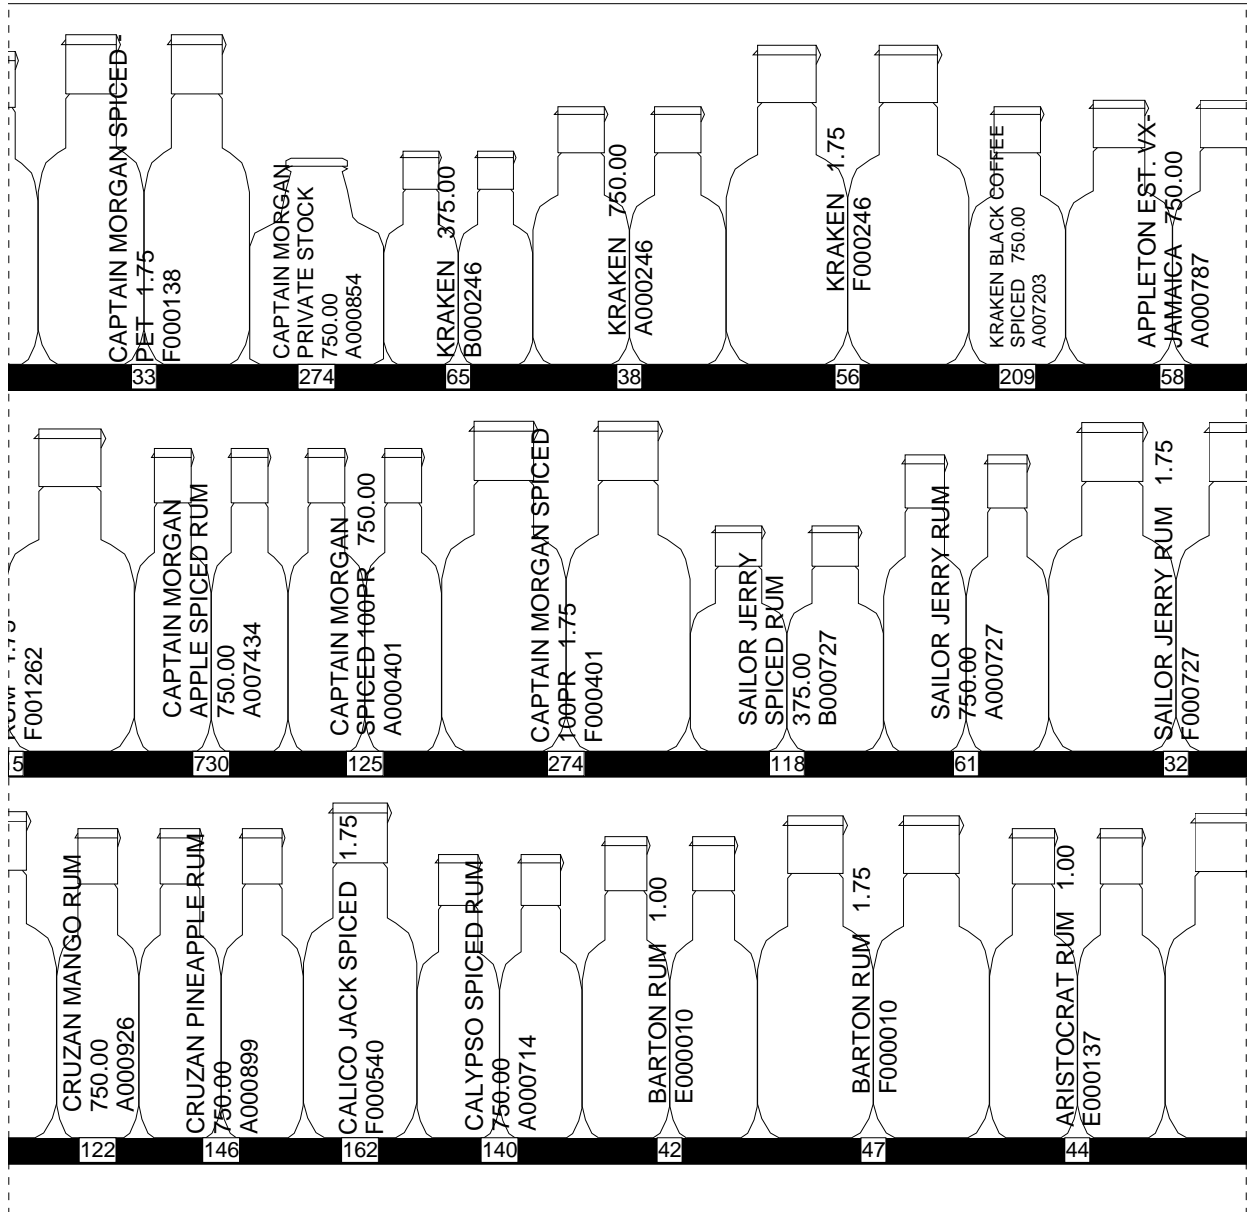 CAPTAIN MORGAN SPICED-
PET 1.75
F000138
CAPTAIN MORGAN
PRIVATE STOCK
750.00
A000854
KRAKEN 375.00
B000246
KRAKEN 750.00
A000246
KRAKEN 1.75
F000246
KRAKEN BLACK COFFEE
SPICED 750.00
A007203
APPLETON EST. VX-
JAMAICA 750.00
A000787
33
274
65
38
56
209
58
1.75
F001262
CAPTAIN MORGAN
APPLE SPICED RUM
750.00
A007434
CAPTAIN MORGAN
SPICED 100PR 750.00
A000401
CAPTAIN MORGAN SPICED
100PR 1.75
F000401
SAILOR JERRY
SPICED RUM
375.00
B000727
SAILOR JERRY RUM
750.00
A000727
SAILOR JERRY RUM 1.75
F000727
5
730
125
274
118
61
32
CRUZAN MANGO RUM
750.00
A000926
CRUZAN PINEAPPLE RUM
750.00
A000899
CALICO JACK SPICED 1.75
F000540
CALYPSO SPICED RUM
750.00
A000714
BARTON RUM 1.00
E000010
BARTON RUM 1.75
F000010
ARISTOCRAT RUM 1.00
E000137
122
146
162
140
42
47
44